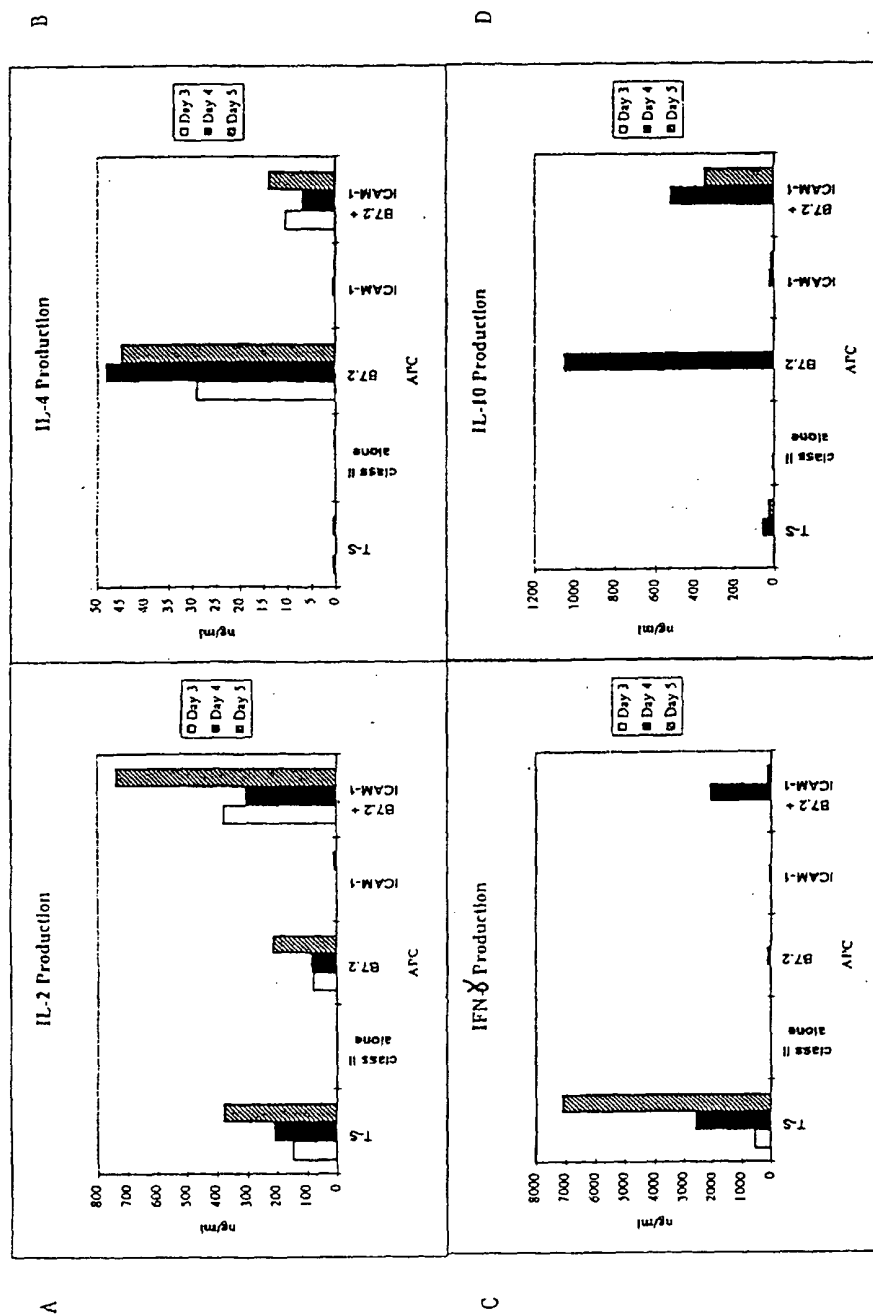 A
IL-2 Production
800
700
600
500
400
300
200
100
0
ng/ml
T-S
class II
alone
B7.2
ICAM-1
B7.2 +
ICAM-1
APC
Day 3
Day 4
Day 5
B
IL-4 Production
50
45
40
35
30
25
20
15
10
5
0
ng/ml
T-S
class II
alone
B7.2
ICAM-1
B7.2 +
ICAM-1
APC
Day 3
Day 4
Day 5
C
IFN-γ Production
8000
7000
6000
5000
4000
3000
2000
1000
0
ng/ml
T-S
class II
alone
B7.2
ICAM-1
B7.2 +
ICAM-1
APC
Day 3
Day 4
Day 5
D
IL-10 Production
1200
1000
800
600
400
200
0
ng/ml
T-S
class II
alone
B7.2
ICAM-1
B7.2 +
ICAM-1
APC
Day 3
Day 4
Day 5